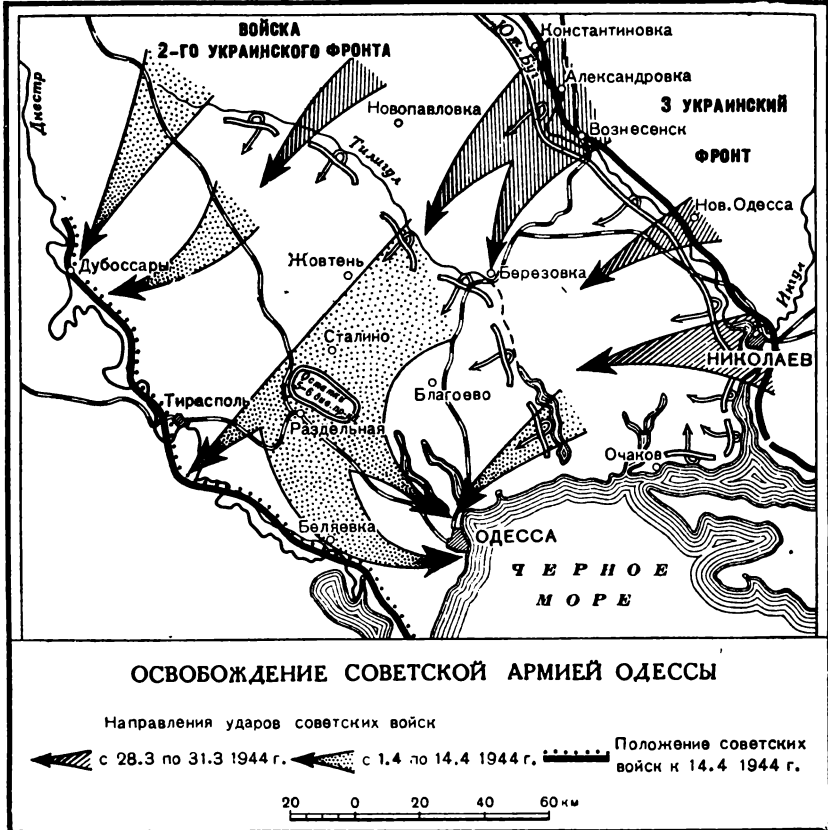 ВОЙСКА
2-ГО УКРАИНСКОГО ФРОНТА
Константиновка
Юж. Буг
Александровка
3 УКРАИНСКИЙ
ФРОНТ
Днестр
Новопавловка
Вознесенск
Тилигул
Нов. Одесса
Дубоссары
Жовтень
Березовка
Ингул
Сталино
НИКОЛАЕВ
Благоево
Тирасполь
Остатки
Раздельная
Очаков
Беляевка
ОДЕССА
ЧЕРНОЕ
МОРЕ
ОСВОБОЖДЕНИЕ СОВЕТСКОЙ АРМИЕЙ ОДЕССЫ
Направления ударов советских войск
с 28.3 по 31.3 1944 г.
с 1.4 по 14.4 1944 г.
Положение советских
войск к 14.4 1944 г.
20 0 20 40 60 км